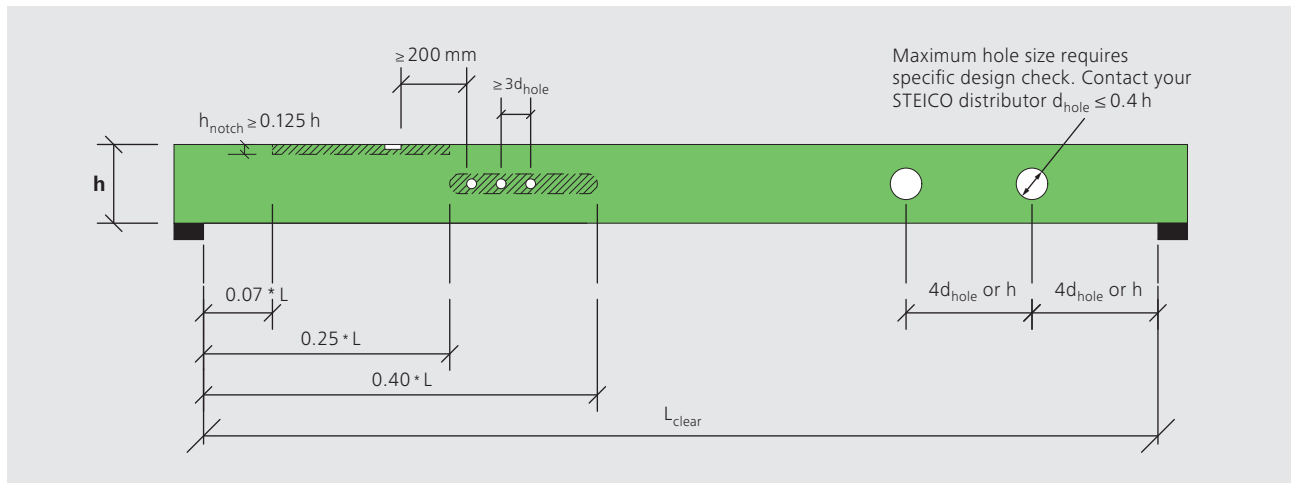 ≥ 200 mm
≥ 3d_hole
Maximum hole size requires
specific design check. Contact your
STEICO distributor d_hole ≤ 0.4 h
h_notch ≥ 0.125 h
h
0.07 * L
4d_hole or h
4d_hole or h
0.25 * L
0.40 * L
L_clear